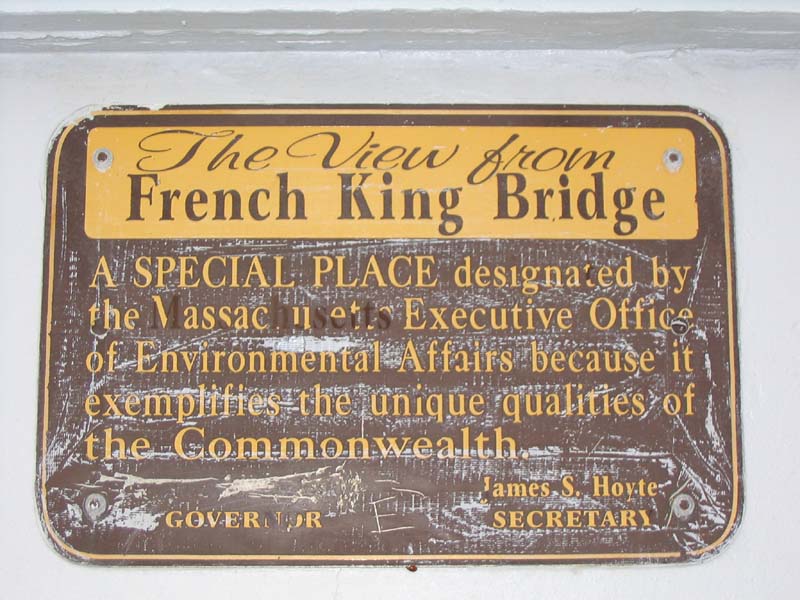 The View from
French King Bridge
A SPECIAL PLACE designated by
the Massachusetts Executive Office
of Environmental Affairs because it
exemplifies the unique qualities of
the Commonwealth.
James S. Hoyte
GOVERNOR SECRETARY